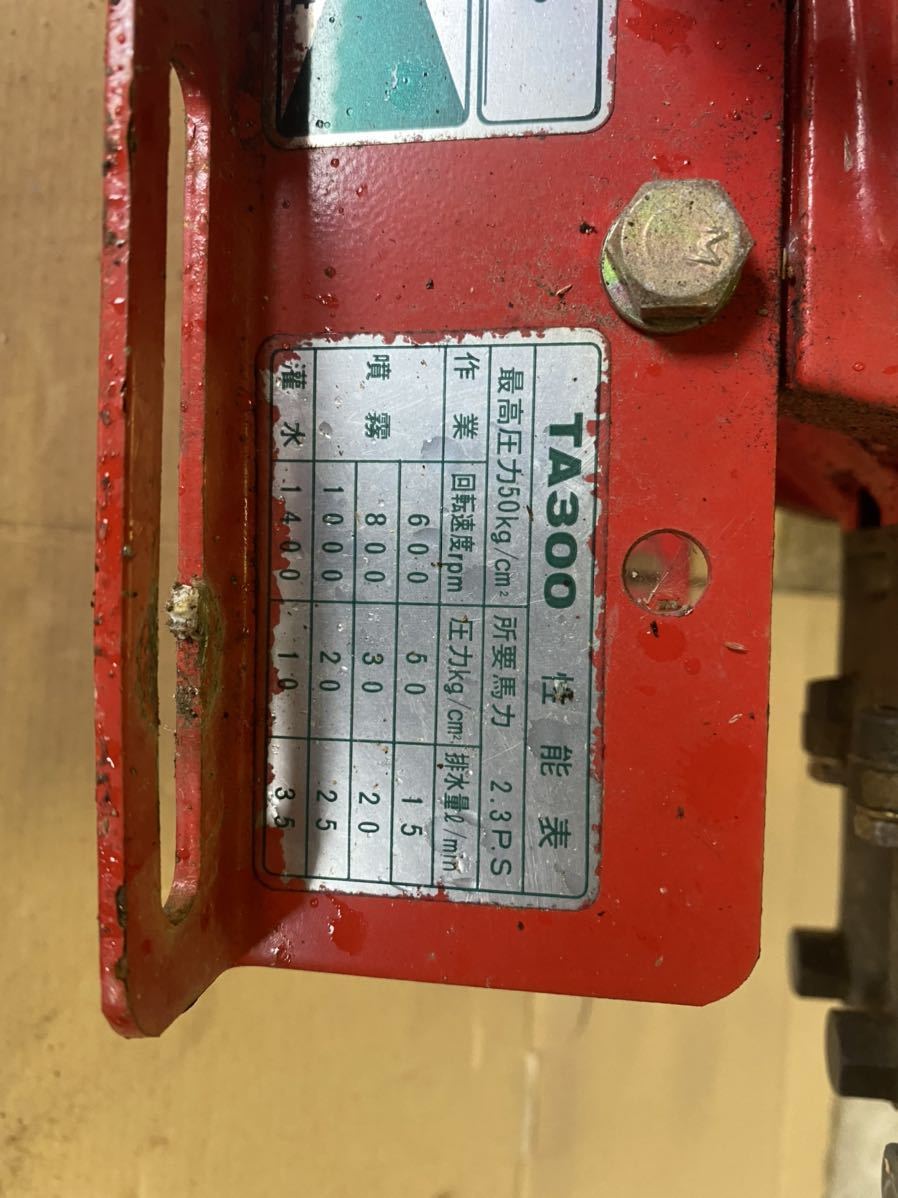 TA300 性能表
最高圧力50kg/cm² 所要馬力 2.3P.S
作業 回転速度rpm 圧力kg/cm² 排水量ℓ/min
600 50 15
噴霧 800 30 20
1000 20 25
灌水 1400 10 35
M